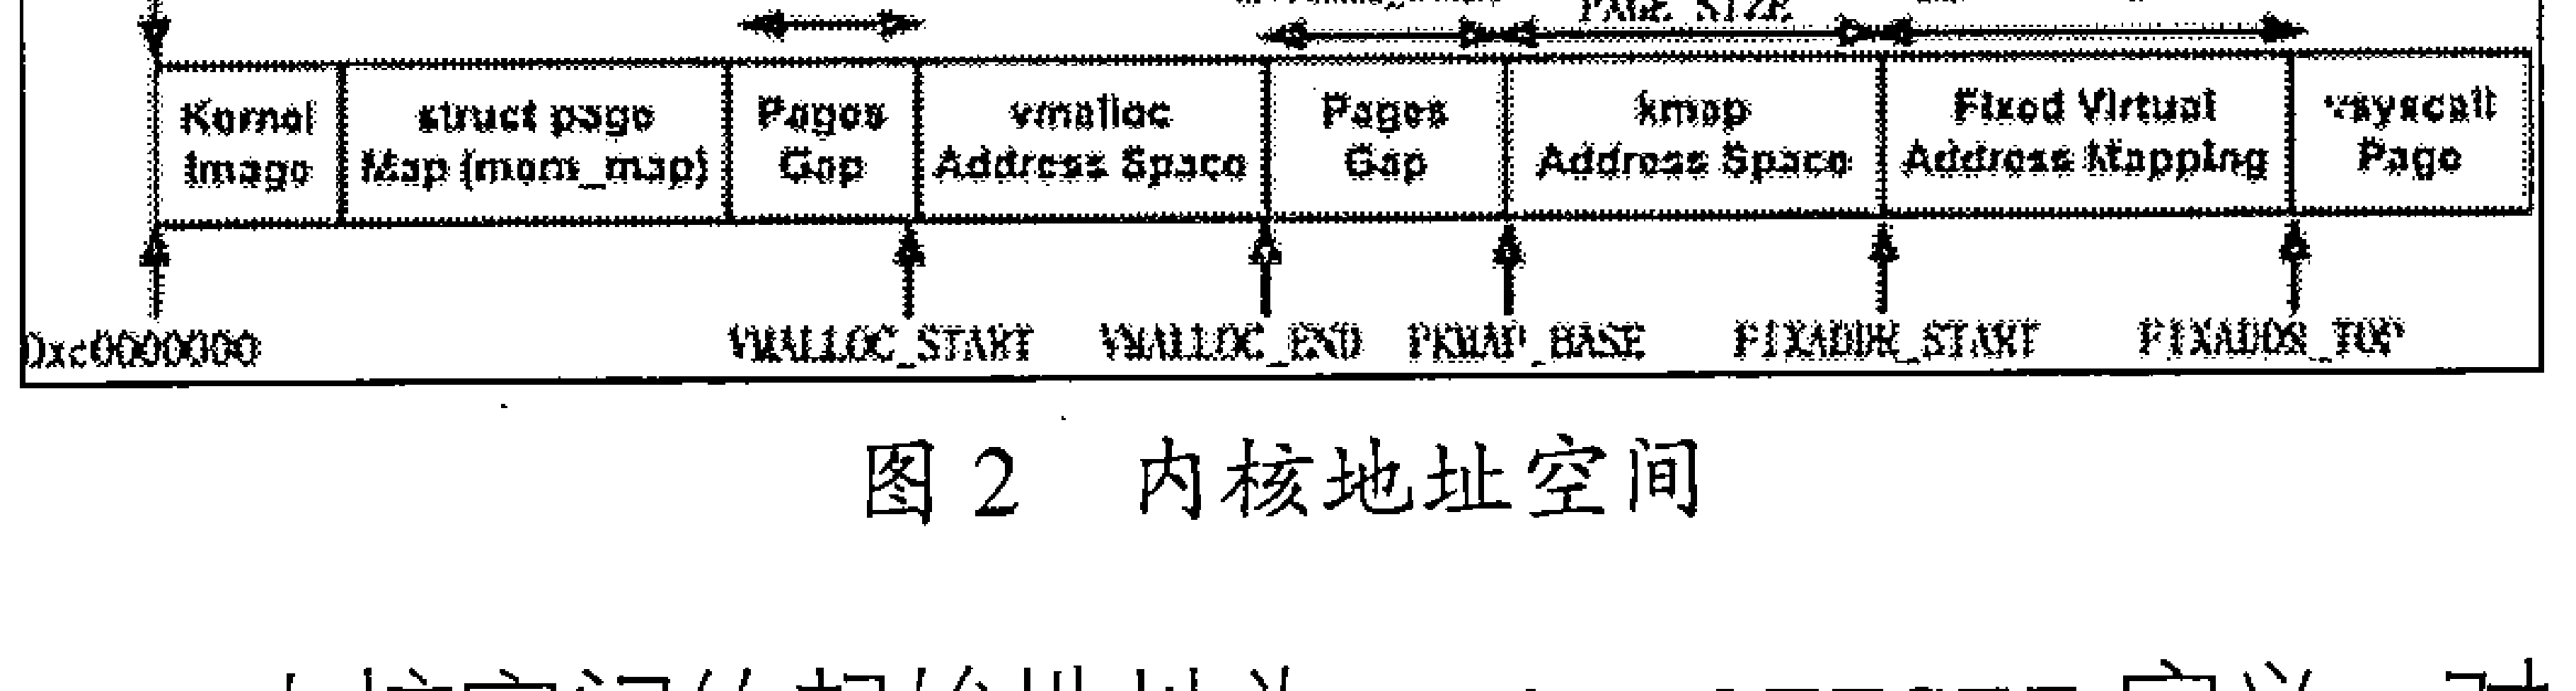 PAGE_SIZE
Kernel struct page Pages vmalloc Pages kmap Fixed Virtual vsyscall
Image Map (mem_map) Gap Address Space Gap Address Space Address Mapping Page
0xc0000000 VMALLOC_START VMALLOC_END PKMAP_BASE FIXADDR_START FIXADDR_TOP
图 2 内核地址空间